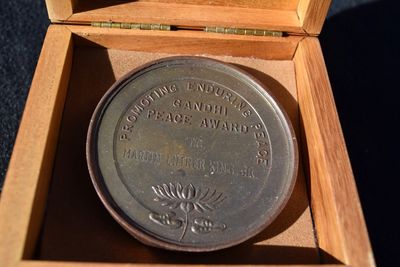 PROMOTING ENDURING PEACE
GANDHI
PEACE AWARD
TO
MARTIN LUTHER KING, JR.